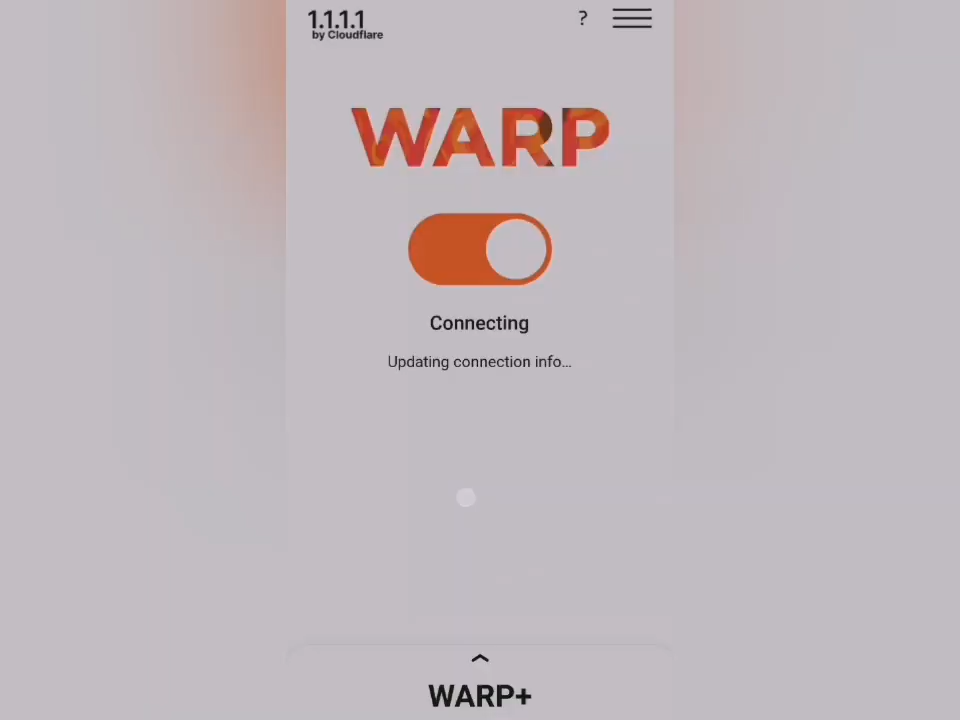 1.1.1.1
by Cloudflare
?
WARP
Connecting
Updating connection info...
WARP+